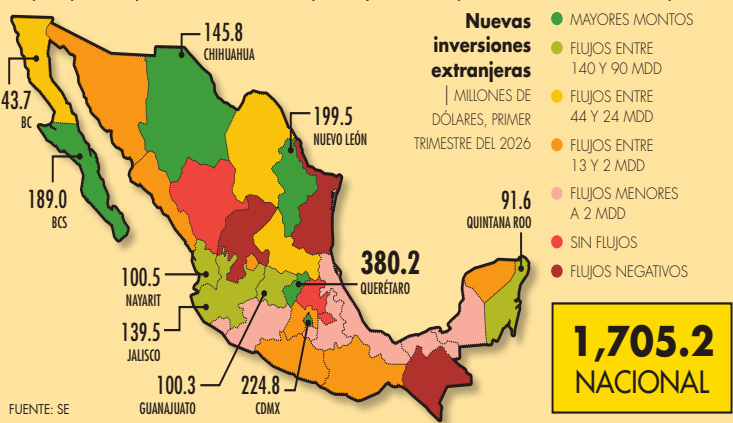 Nuevas
inversiones
extranjeras
| MILLONES DE
DÓLARES, PRIMER
TRIMESTRE DEL 2026
MAYORES MONTOS
FLUJOS ENTRE
140 Y 90 MDD
FLUJOS ENTRE
44 Y 24 MDD
FLUJOS ENTRE
13 Y 2 MDD
FLUJOS MENORES
A 2 MDD
SIN FLUJOS
FLUJOS NEGATIVOS
145.8
CHIHUAHUA
43.7
BC
199.5
NUEVO LEÓN
189.0
BCS
91.6
QUINTANA ROO
100.5
NAYARIT
380.2
QUERÉTARO
139.5
JALISCO
100.3
GUANAJUATO
224.8
CDMX
1,705.2
NACIONAL
FUENTE: SE